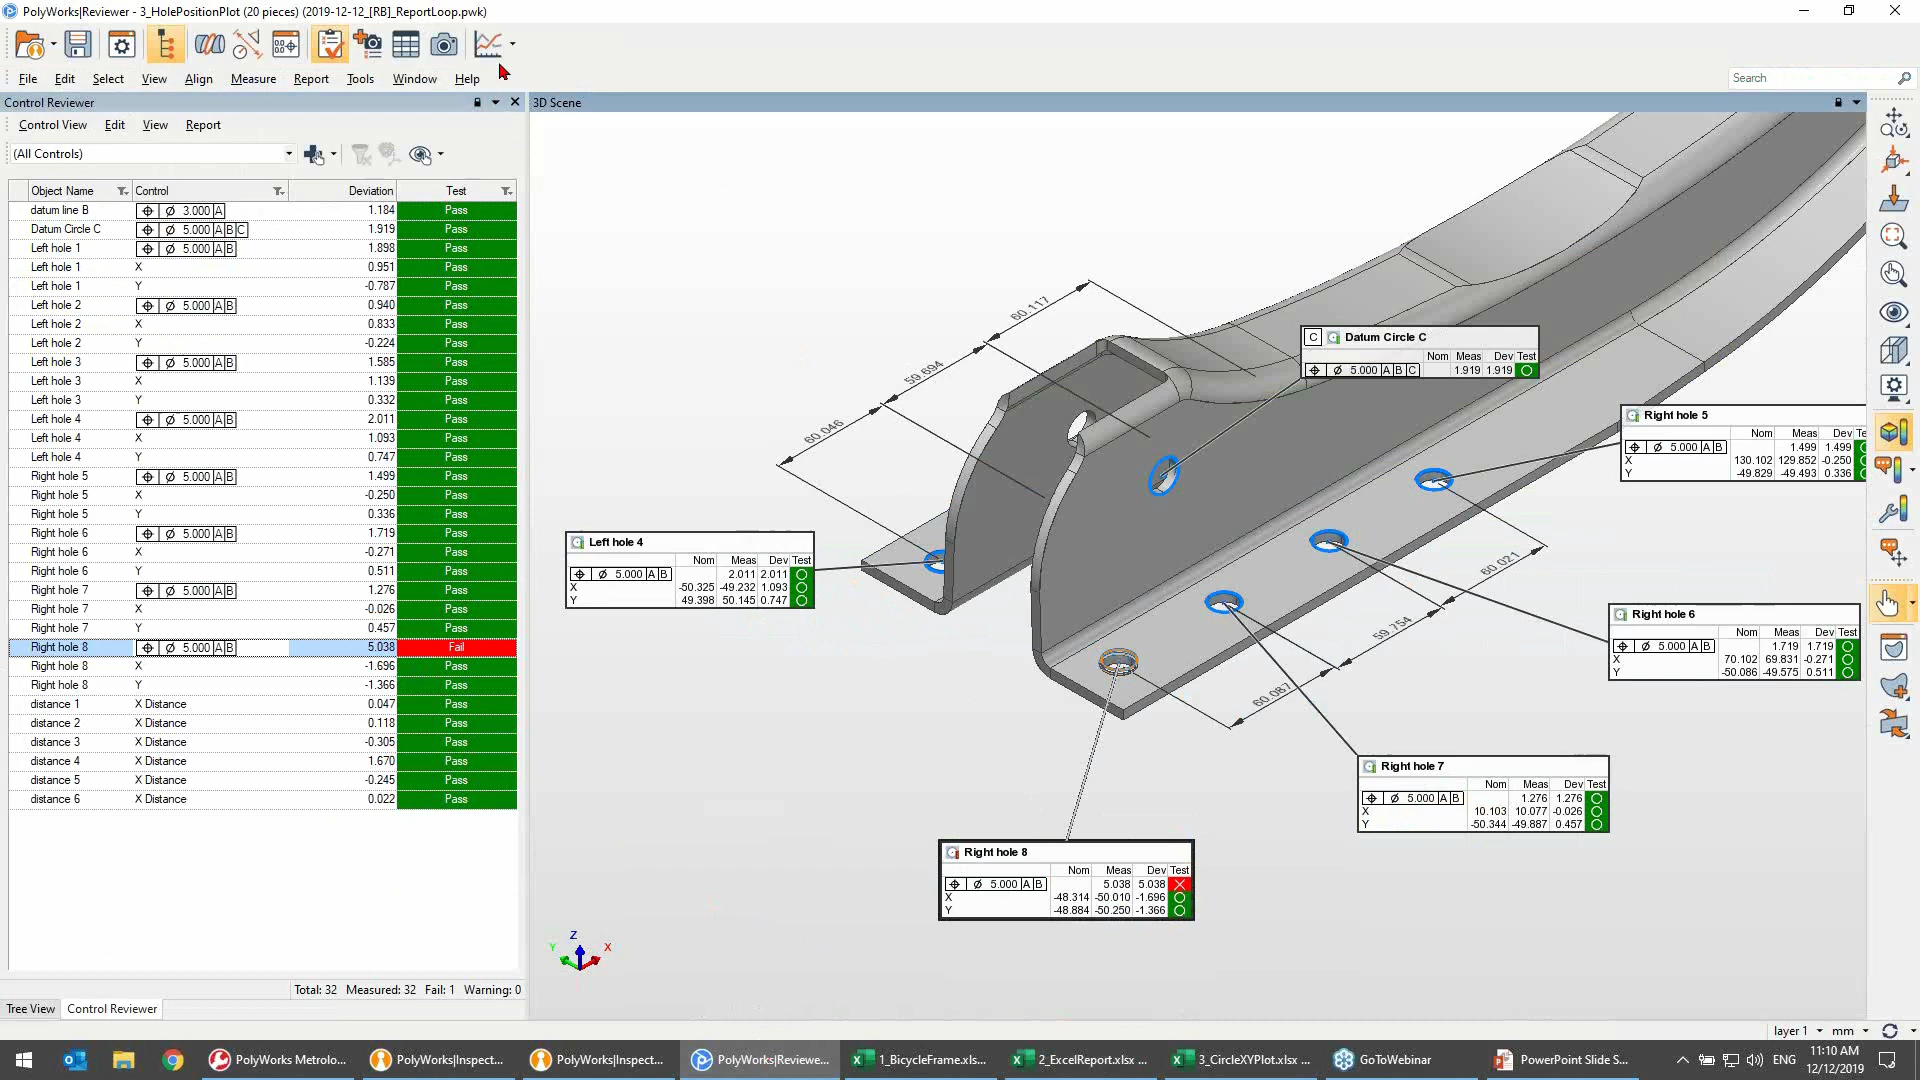 PolyWorks|Reviewer - 3_HolePositionPlot (20 pieces) (2019-12-12_[RB]_ReportLoop.pwk)
File Edit Select View Align Measure Report Tools Window Help
Search
Control Reviewer
3D Scene
Control View Edit View Report
(All Controls)
Object Name Control Deviation Test
datum line B ⌖ Ø 3.000 A 1.184 Pass
Datum Circle C ⌖ Ø 5.000 A B C 1.919 Pass
Left hole 1 ⌖ Ø 5.000 A B 1.898 Pass
Left hole 1 X 0.951 Pass
Left hole 1 Y -0.787 Pass
Left hole 2 ⌖ Ø 5.000 A B 0.940 Pass
Left hole 2 X 0.833 Pass
Left hole 2 Y -0.224 Pass
Left hole 3 ⌖ Ø 5.000 A B 1.585 Pass
Left hole 3 X 1.139 Pass
Left hole 3 Y 0.332 Pass
Left hole 4 ⌖ Ø 5.000 A B 2.011 Pass
Left hole 4 X 1.093 Pass
Left hole 4 Y 0.747 Pass
Right hole 5 ⌖ Ø 5.000 A B 1.499 Pass
Right hole 5 X -0.250 Pass
Right hole 5 Y 0.336 Pass
Right hole 6 ⌖ Ø 5.000 A B 1.719 Pass
Right hole 6 X -0.271 Pass
Right hole 6 Y 0.511 Pass
Right hole 7 ⌖ Ø 5.000 A B 1.276 Pass
Right hole 7 X -0.026 Pass
Right hole 7 Y 0.457 Pass
Right hole 8 ⌖ Ø 5.000 A B 5.038 Fail
Right hole 8 X -1.696 Pass
Right hole 8 Y -1.366 Pass
distance 1 X Distance 0.047 Pass
distance 2 X Distance 0.118 Pass
distance 3 X Distance -0.305 Pass
distance 4 X Distance 1.670 Pass
distance 5 X Distance -0.245 Pass
distance 6 X Distance 0.022 Pass
Total: 32 Measured: 32 Fail: 1 Warning: 0
Tree View Control Reviewer
60.117
59.694
60.046
C Datum Circle C
Nom Meas Dev Test
⌖ Ø 5.000 A B C 1.919 1.919
Right hole 5
Nom Meas Dev Te
⌖ Ø 5.000 A B 1.499 1.499
X 130.102 129.852 -0.250
Y -49.829 -49.493 0.336
Left hole 4
Nom Meas Dev Test
⌖ Ø 5.000 A B 2.011 2.011
X -50.325 -49.232 1.093
Y 49.398 50.145 0.747
60.021
59.754
60.087
Right hole 6
Nom Meas Dev Test
⌖ Ø 5.000 A B 1.719 1.719
X 70.102 69.831 -0.271
Y -50.086 -49.575 0.511
Right hole 7
Nom Meas Dev Test
⌖ Ø 5.000 A B 1.276 1.276
X 10.103 10.077 -0.026
Y -50.344 -49.887 0.457
Right hole 8
Nom Meas Dev Test
⌖ Ø 5.000 A B 5.038 5.038
X -48.314 -50.010 -1.696
Y -48.884 -50.250 -1.366
Z
Y X
layer 1 mm
PolyWorks Metrolo... PolyWorks|Inspect... PolyWorks|Inspect... PolyWorks|Reviewe... 1_BicycleFrame.xls... 2_ExcelReport.xlsx ... 3_CircleXYPlot.xlsx ... GoToWebinar PowerPoint Slide S... ENG
11:10 AM
12/12/2019